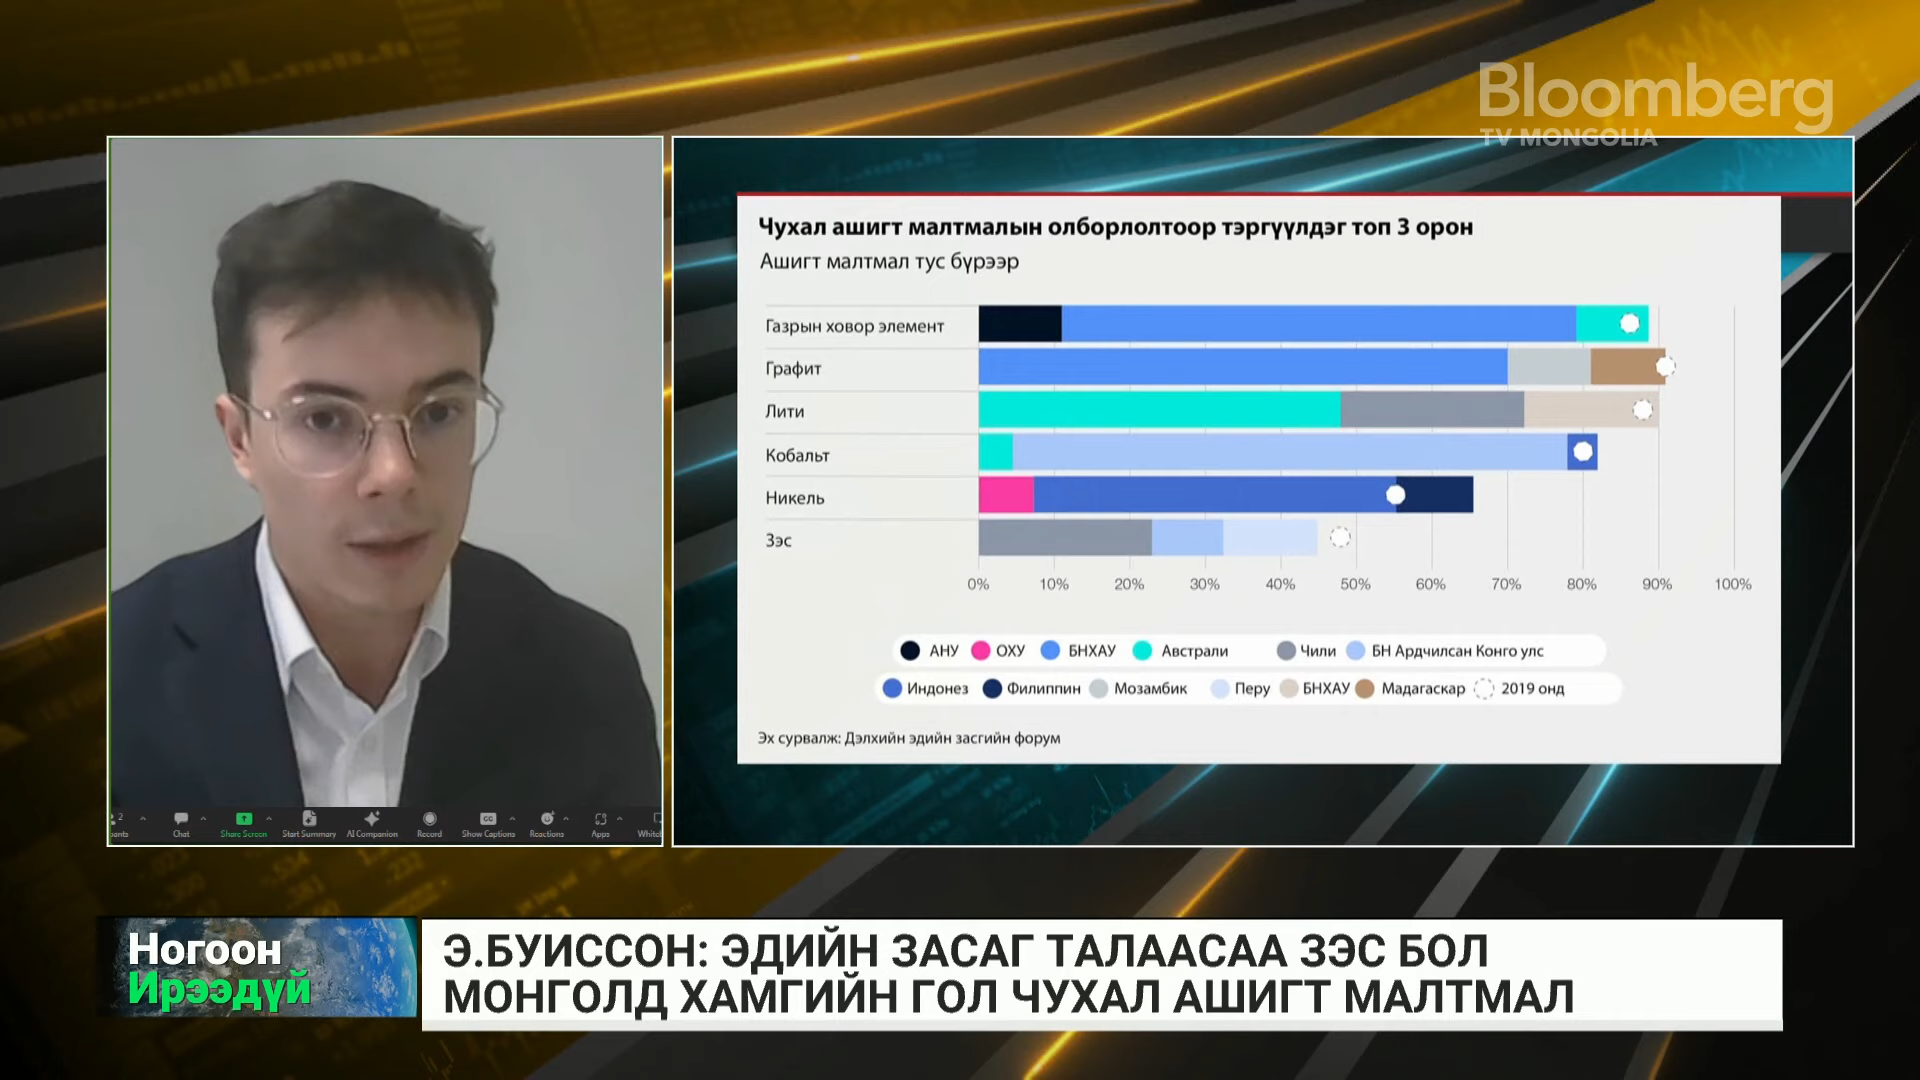 Bloomberg
TV MONGOLIA
Чухал ашигт малтмалын олборлолтоор тэргүүлдэг топ 3 орон
Ашигт малтмал тус бүрээр
Газрын ховор элемент
Графит
Лити
Кобальт
Никель
Зэс
0% 10% 20% 30% 40% 50% 60% 70% 80% 90% 100%
АНУ ОХУ БНХАУ Австрали Чили БН Ардчилсан Конго улс
Индонез Филиппин Мозамбик Перу БНХАУ Мадагаскар 2019 онд
Эх сурвалж: Дэлхийн эдийн засгийн форум
2
Chat Share Screen Start Summary AI Companion Record Show Captions Reactions Apps
CC
Ногоон
Ирээдүй
Э.БУИССОН: ЭДИЙН ЗАСАГ ТАЛААСАА ЗЭС БОЛ
МОНГОЛД ХАМГИЙН ГОЛ ЧУХАЛ АШИГТ МАЛТМАЛ